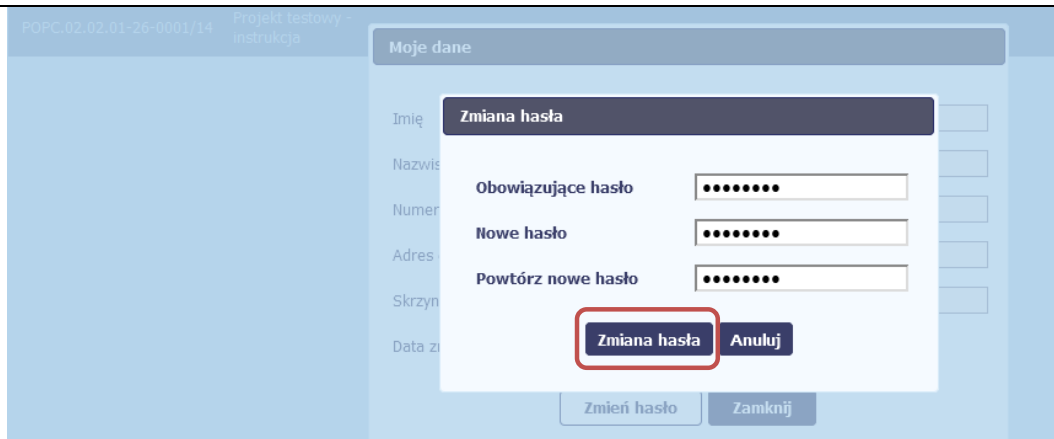 POPC.02.02.01-26-0001/14
Projekt testowy -
instrukcja
Moje dane
Imię
Zmiana hasła
Nazwis
Obowiązujące hasło
Numer
Nowe hasło
Adres
Powtórz nowe hasło
Skrzyn
Zmiana hasła
Anuluj
Data
Zmień hasło
Zamknij